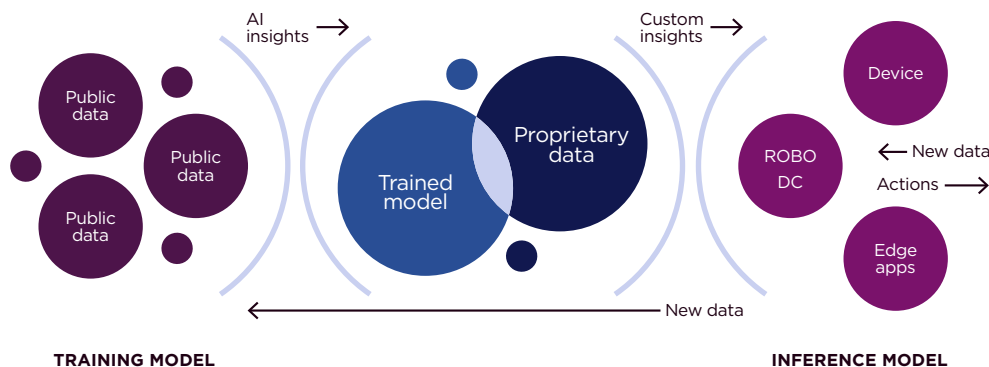 AI
insights
Custom
insights
Public
data
Public
data
Public
data
Trained
model
Proprietary
data
Device
ROBO
DC
New data
Actions
Edge
apps
New data
TRAINING MODEL
INFERENCE MODEL